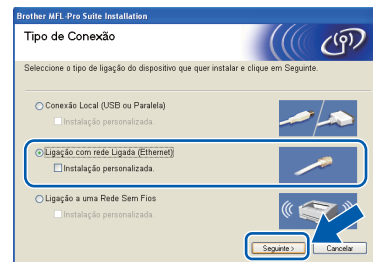 Brother MFL-Pro Suite Installation
Tipo de Conexão
Seleccione o tipo de ligação do dispositivo que quer instalar e clique em Seguinte.
Conexão Local (USB ou Paralela)
Instalação personalizada.
Ligação com rede Ligada (Ethernet)
Instalação personalizada.
Ligação a uma Rede Sem Fios
Instalação personalizada.
Seguinte > Cancelar